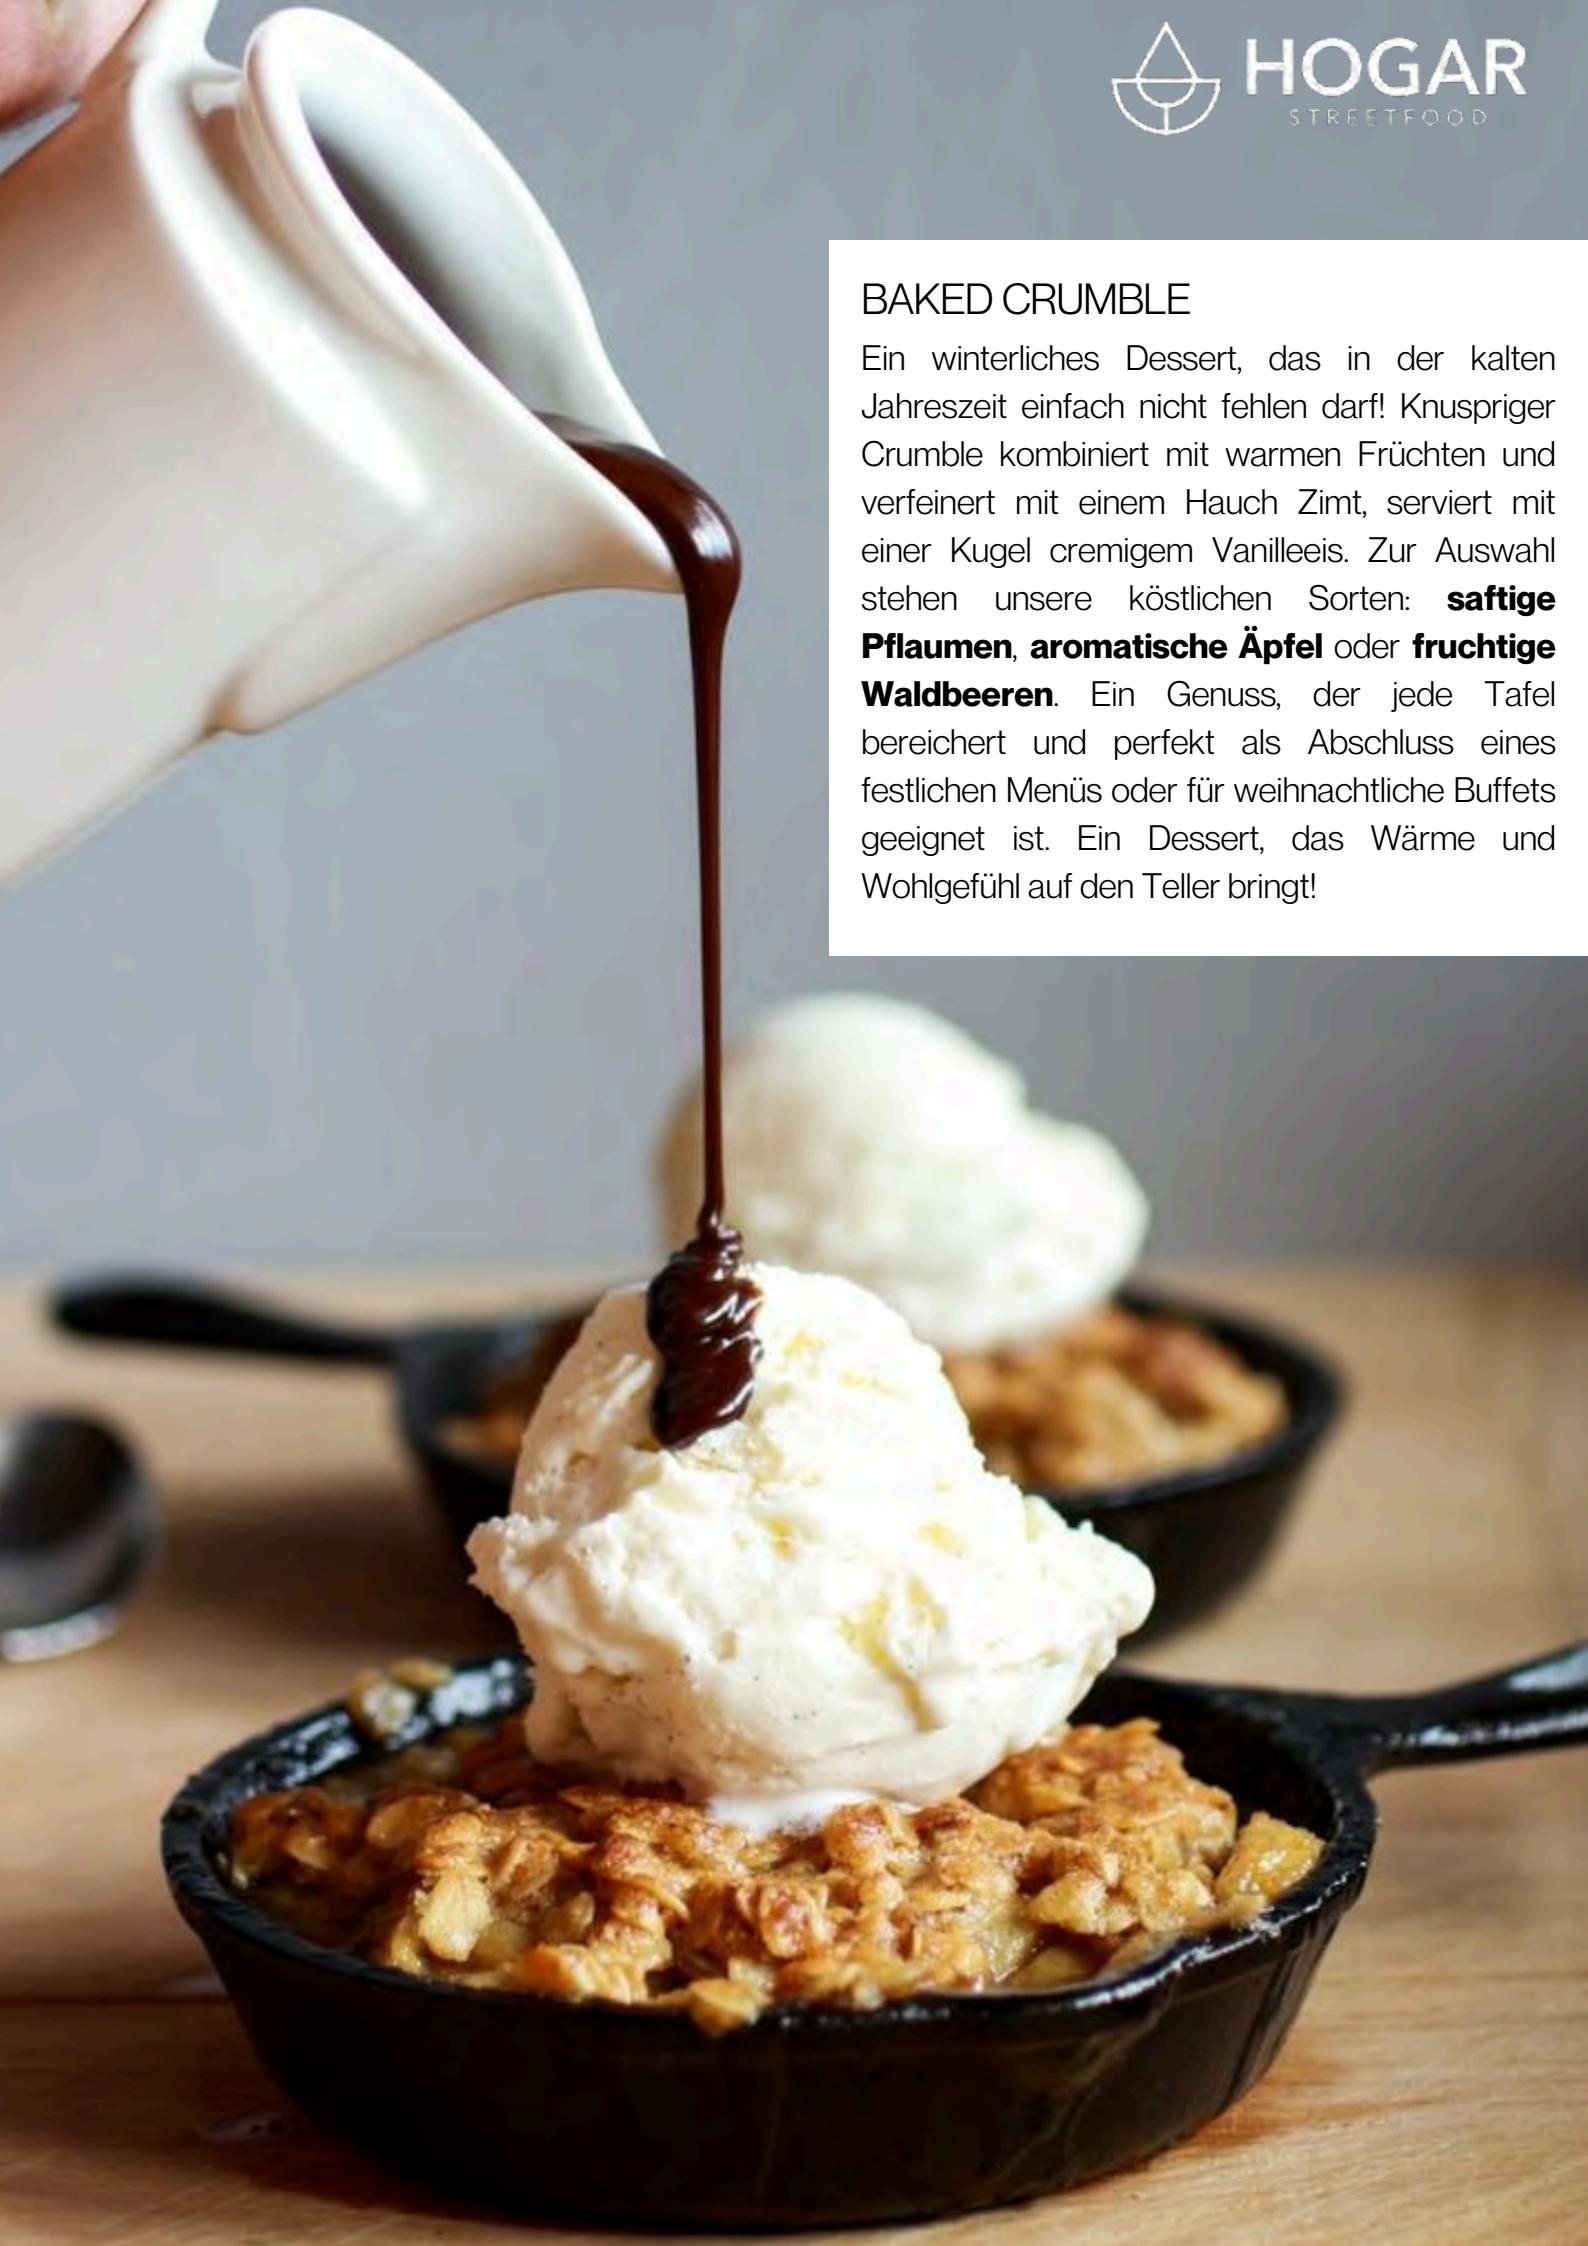 HOGAR
STREETFOOD
BAKED CRUMBLE
Ein winterliches Dessert, das in der kalten
Jahreszeit einfach nicht fehlen darf! Knuspriger
Crumble kombiniert mit warmen Früchten und
verfeinert mit einem Hauch Zimt, serviert mit
einer Kugel cremigem Vanilleeis. Zur Auswahl
stehen unsere köstlichen Sorten: saftige
Pflaumen, aromatische Äpfel oder fruchtige
Waldbeeren. Ein Genuss, der jede Tafel
bereichert und perfekt als Abschluss eines
festlichen Menüs oder für weihnachtliche Buffets
geeignet ist. Ein Dessert, das Wärme und
Wohlgefühl auf den Teller bringt!